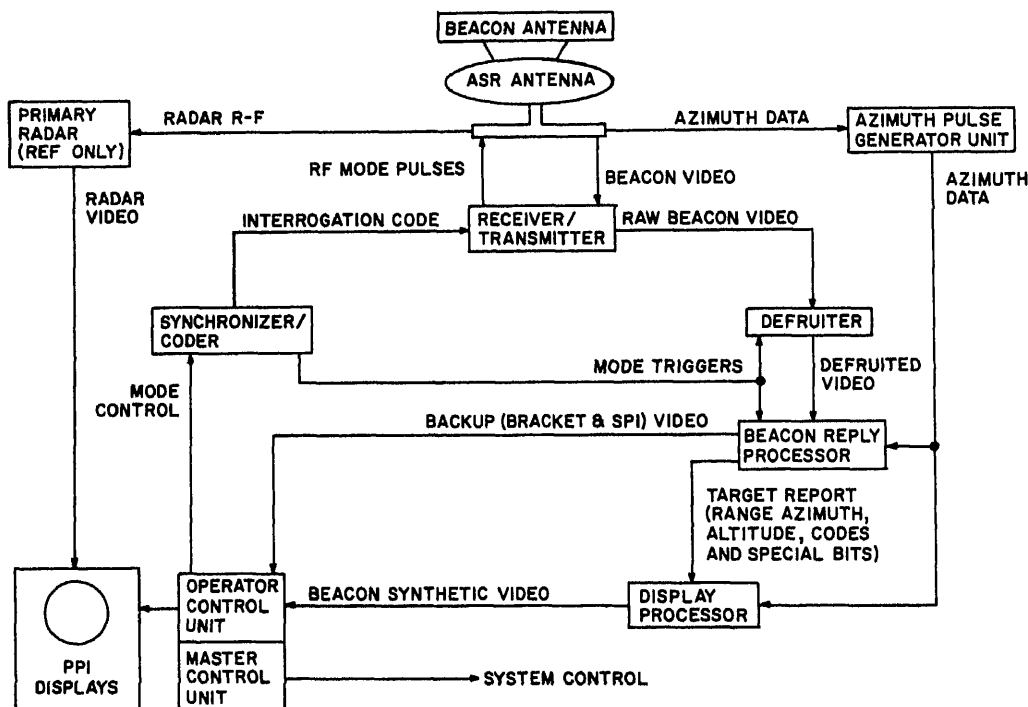 BEACON ANTENNA
ASR ANTENNA
PRIMARY
RADAR
(REF ONLY)
RADAR R-F
AZIMUTH DATA
AZIMUTH PULSE
GENERATOR UNIT
RF MODE PULSES
BEACON VIDEO
AZIMUTH
DATA
RADAR
VIDEO
INTERROGATION CODE
RECEIVER/
TRANSMITTER
RAW BEACON VIDEO
SYNCHRONIZER/
CODER
DEFRUITER
MODE TRIGGERS
DEFRUITED
VIDEO
MODE
CONTROL
BACKUP (BRACKET & SPI) VIDEO
BEACON REPLY
PROCESSOR
TARGET REPORT
(RANGE AZIMUTH,
ALTITUDE, CODES
AND SPECIAL BITS)
OPERATOR
CONTROL
UNIT
BEACON SYNTHETIC VIDEO
DISPLAY
PROCESSOR
PPI
DISPLAYS
MASTER
CONTROL
UNIT
SYSTEM CONTROL